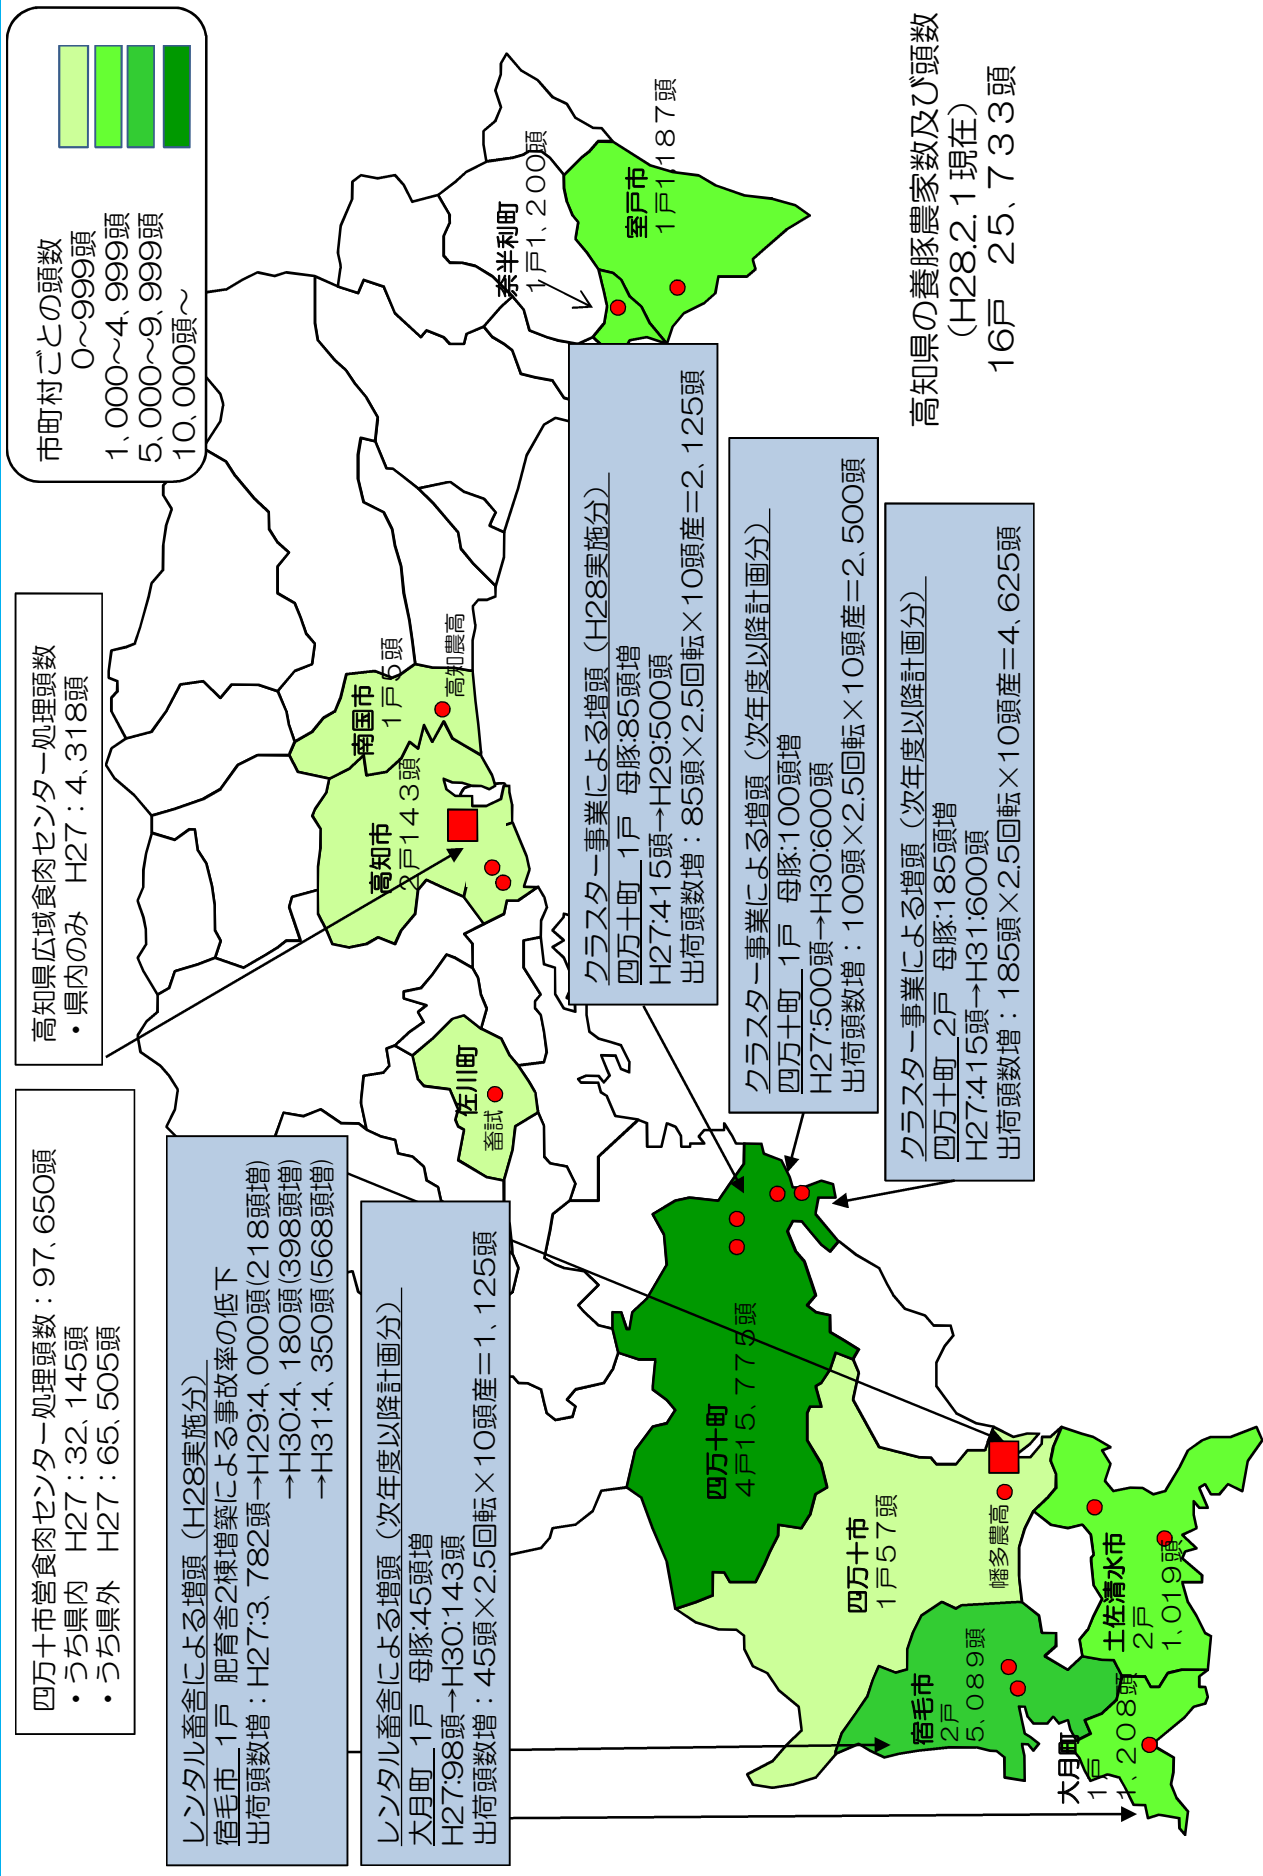 四万十市営食肉センター処理頭数：97、650頭
・うち県内　H27：32、145頭
・うち県外　H27：65、505頭
高知県広域食肉センター処理頭数
・県内のみ　H27：4、318頭
市町村ごとの頭数
0～999頭
1、000～4、999頭
5、000～9、999頭
10、000頭～
レンタル畜舎による増頭（H28実施分）
宿毛市　1戸　肥育舎2棟増築による事故率の低下
出荷頭数増：H27:3、782頭→H29:4、000頭(218頭増)
→H30:4、180頭(398頭増)
→H31:4、350頭(568頭増)
レンタル畜舎による増頭（次年度以降計画分）
大月町　1戸　母豚:45頭増
H27:98頭→H30:143頭
出荷頭数増：45頭×2.5回転×10頭産＝1、125頭
南国市
1戸5頭
高知農高
高知市
2戸143頭
佐川町
畜試
奈半利町
1戸1、200頭
室戸市
1戸1,187頭
クラスター事業による増頭（H28実施分）
四万十町　1戸　母豚:85頭増
H27:415頭→H29:500頭
出荷頭数増：85頭×2.5回転×10頭産＝2、125頭
クラスター事業による増頭（次年度以降計画分）
四万十町　1戸　母豚:100頭増
H27:500頭→H30:600頭
出荷頭数増：100頭×2.5回転×10頭産＝2、500頭
クラスター事業による増頭（次年度以降計画分）
四万十町　2戸　母豚:185頭増
H27:415頭→H31:600頭
出荷頭数増：185頭×2.5回転×10頭産＝4、625頭
四万十町
4戸15、775頭
四万十市
1戸57頭
幡多農高
宿毛市
2戸
5、089頭
土佐清水市
2戸
1、019頭
大月町
1戸
1、208頭
高知県の養豚農家数及び頭数
（H28.2.1現在）
16戸　25、733頭